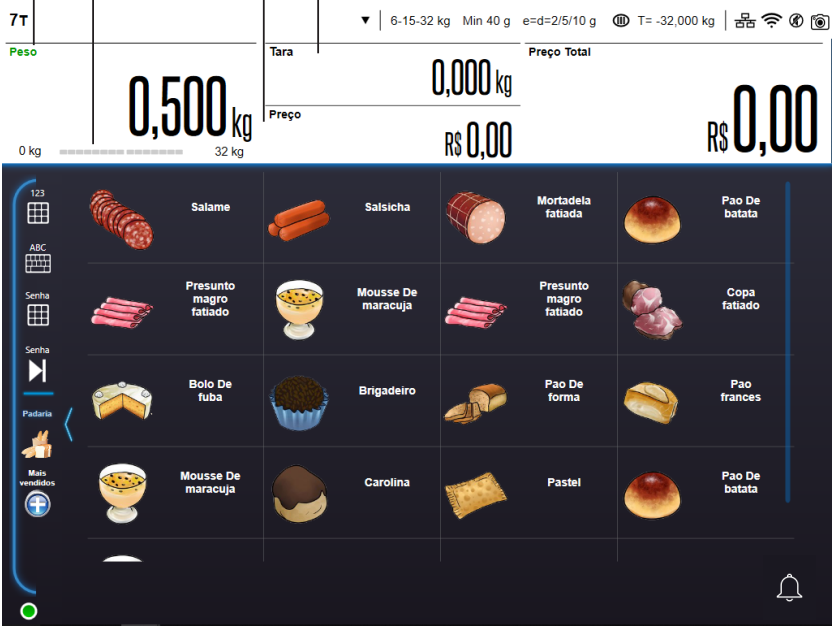 7T
▼ 6-15-32 kg Min 40 g e=d=2/5/10 g T= -32,000 kg
Peso
0,500 kg
0 kg 32 kg
Tara
0,000 kg
Preço
R$ 0,00
Preço Total
R$ 0,00
123
ABC
Senha
Senha
Padaria
Mais
vendidos
Salame
Salsicha
Mortadela
fatiada
Pao De
batata
Presunto
magro
fatiado
Mousse De
maracuja
Presunto
magro
fatiado
Copa
fatiado
Bolo De
fuba
Brigadeiro
Pao De
forma
Pao
frances
Mousse De
maracuja
Carolina
Pastel
Pao De
batata